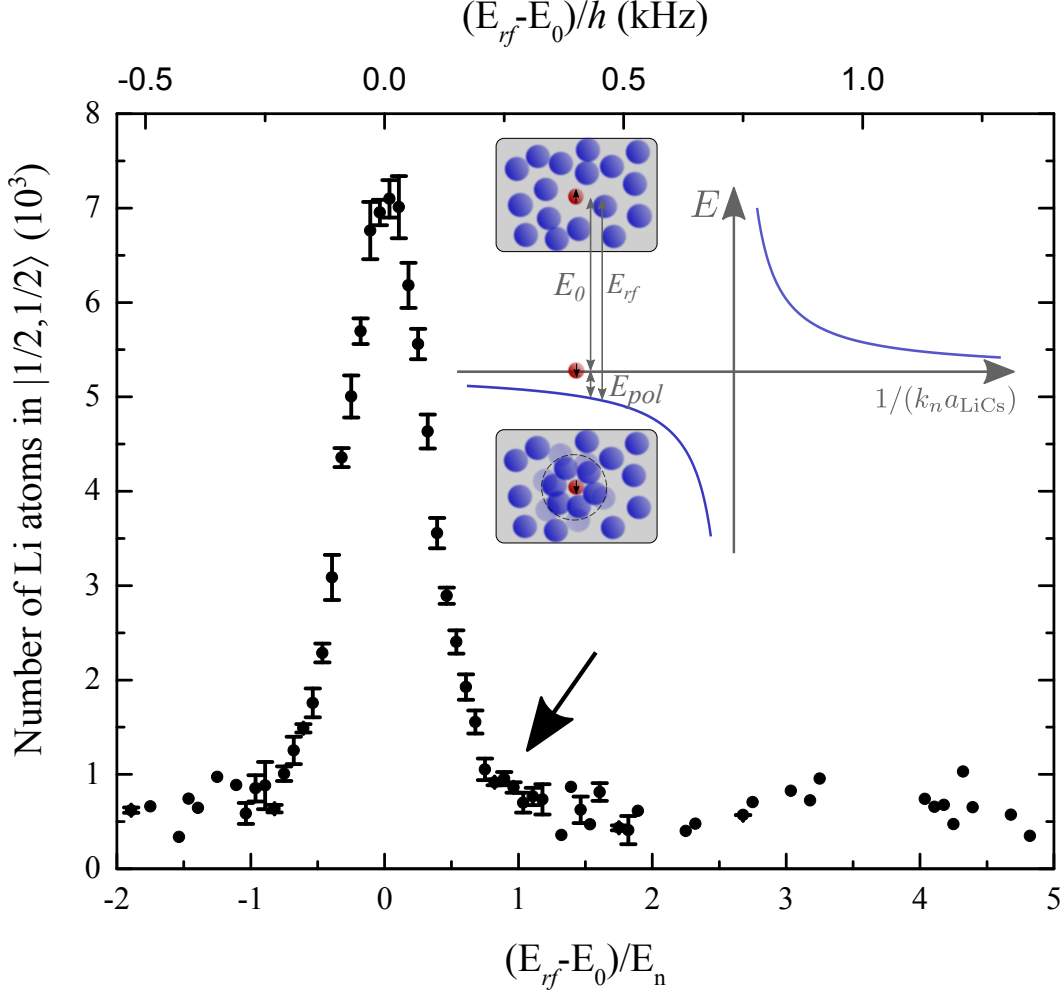 (E_rf-E_0)/h (kHz)
-0.5 0.0 0.5 1.0
Number of Li atoms in |1/2,1/2⟩ (10³)
8
7
6
5
4
3
2
1
0
E
E_0 E_rf
E_pol
1/(k_n a_LiCs)
-2 -1 0 1 2 3 4 5
(E_rf-E_0)/E_n